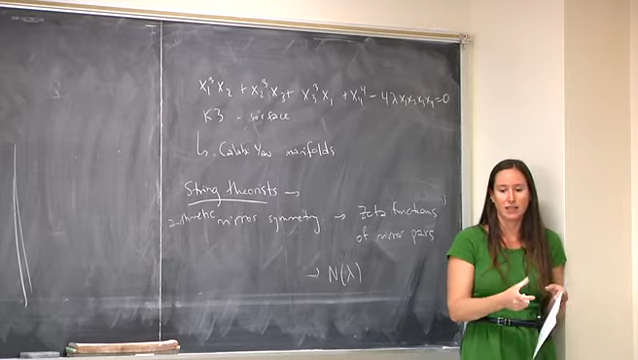 x₁³x₂ + x₂³x₃ + x₃³x₁ + x₄⁴ - 4λx₁x₂x₃x₄ = 0
K3 - surface
↳ Calabi Yau manifolds
String theorists –
arithmetic mirror symmetry → Zeta functions
of mirror pairs
→ N(λ)